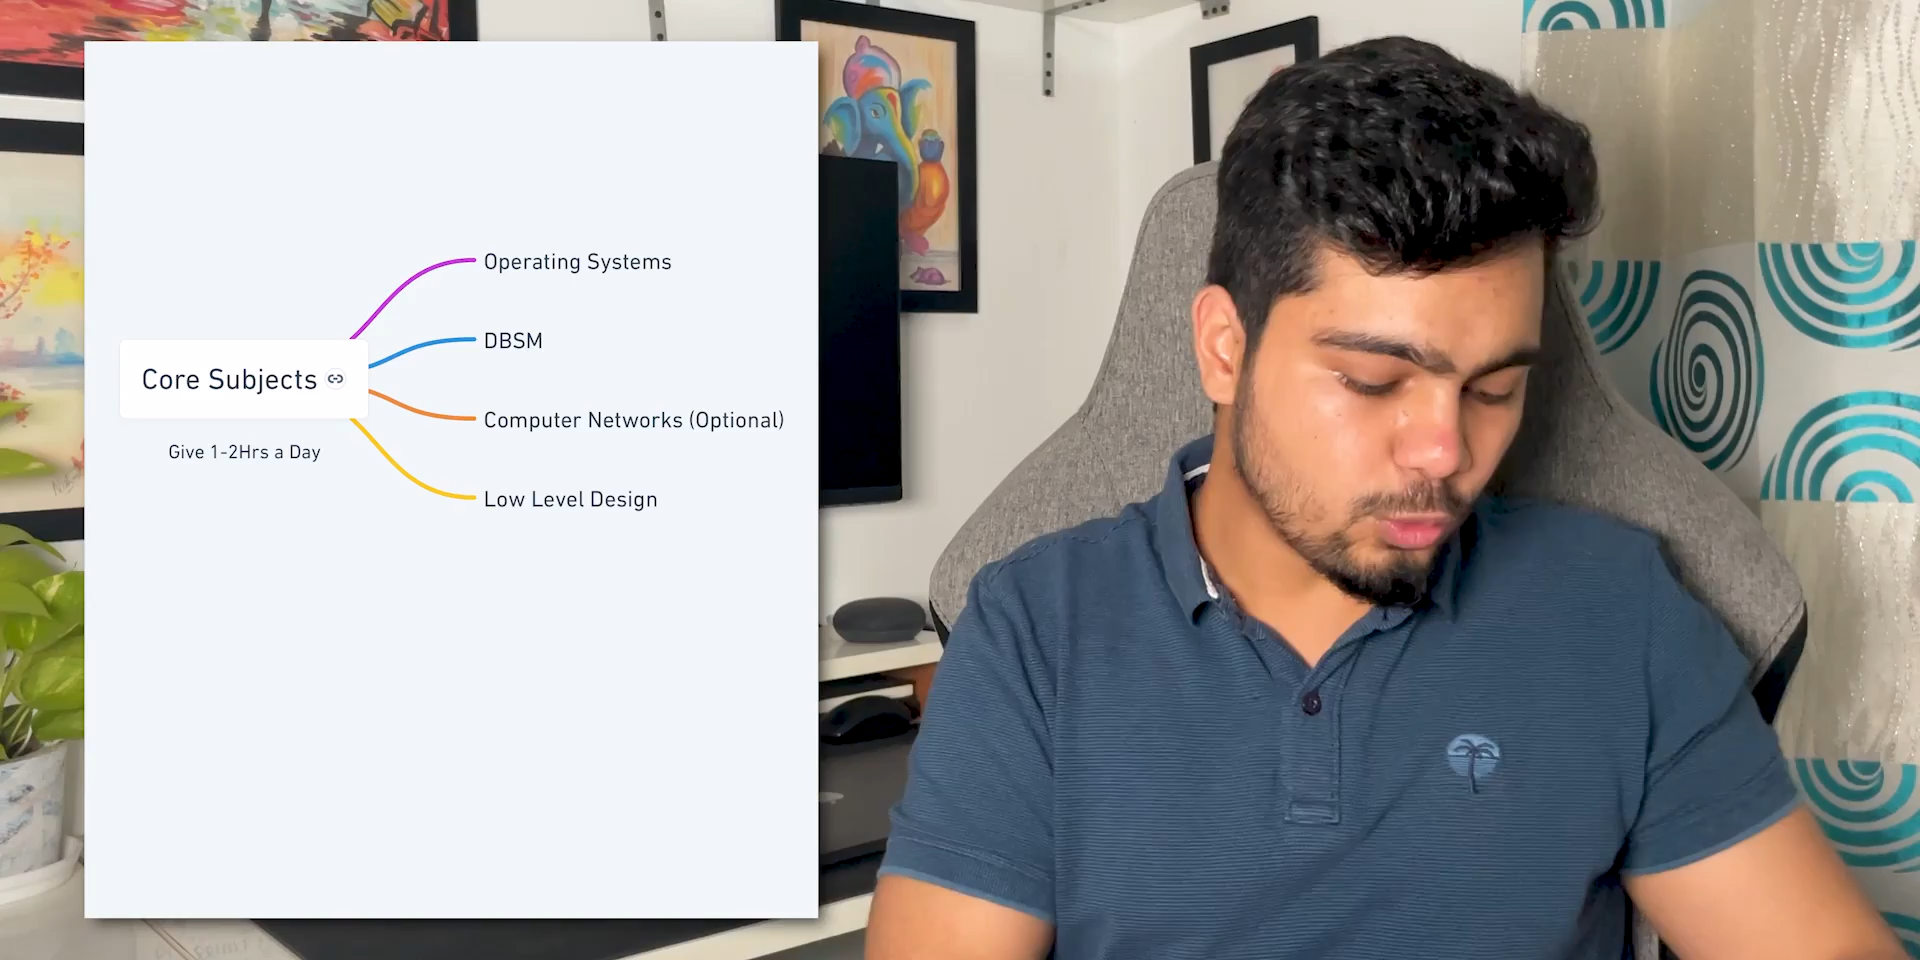 Core Subjects
Give 1-2Hrs a Day
Operating Systems
DBSM
Computer Networks (Optional)
Low Level Design